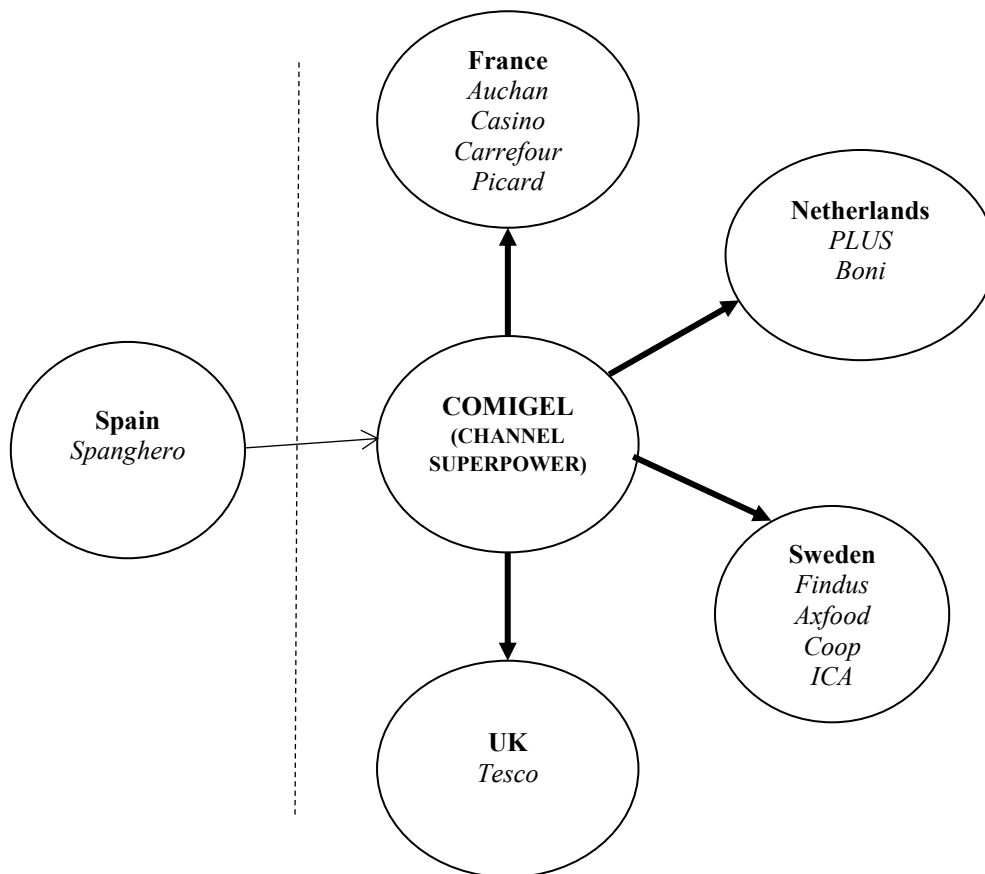 France
Auchan
Casino
Carrefour
Picard
Netherlands
PLUS
Boni
Spain
Spanghero
COMIGEL
(CHANNEL
SUPERPOWER)
Sweden
Findus
Axfood
Coop
ICA
UK
Tesco